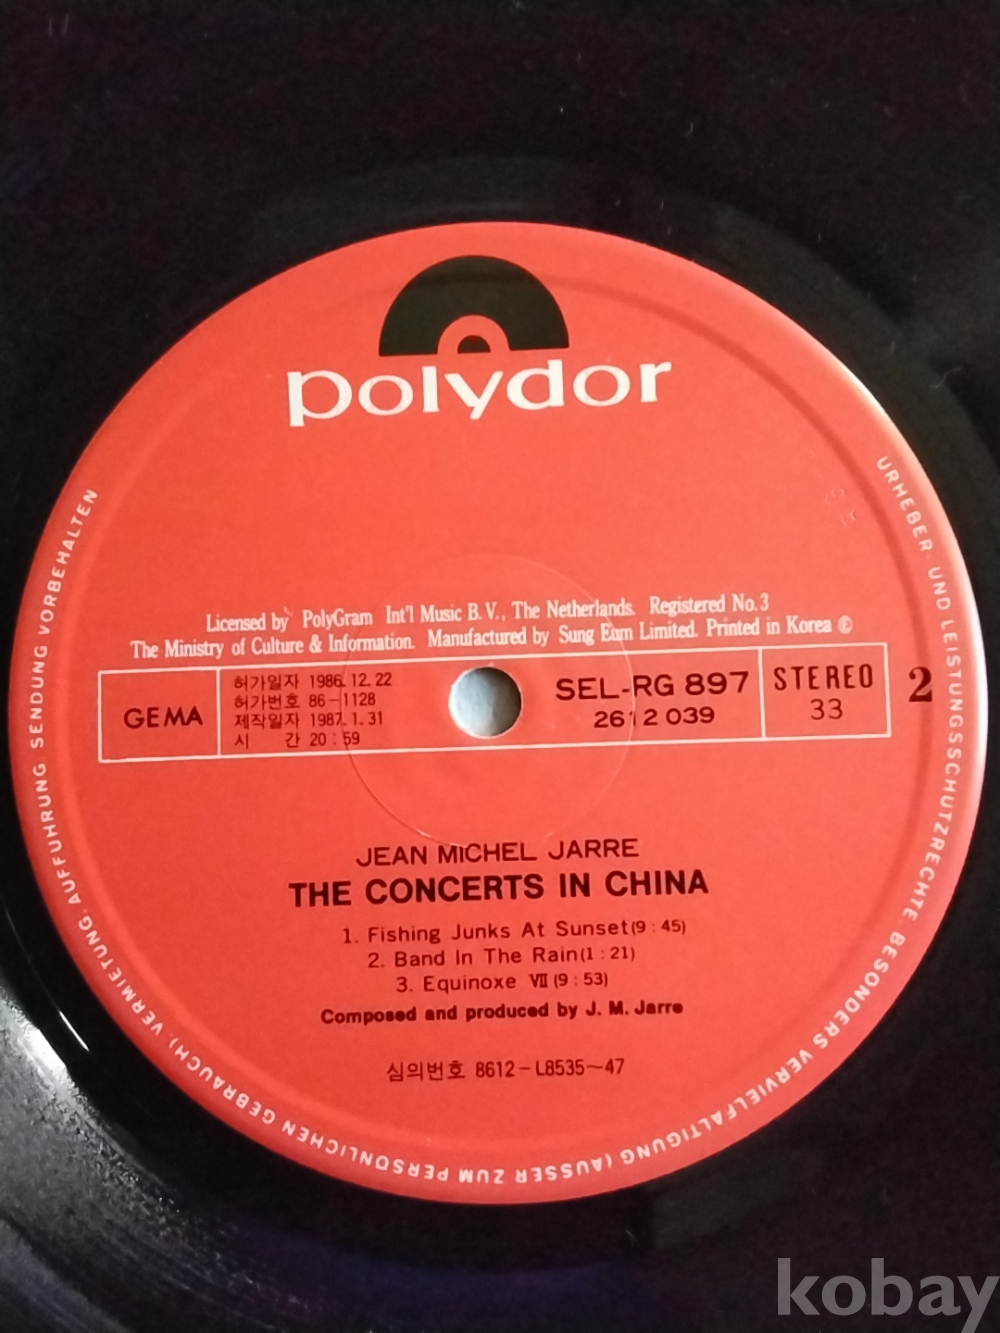 polydor
Licensed by PolyGram Int'l Music B.V., The Netherlands. Registered No.3
The Ministry of Culture & Information. Manufactured by Sung Eum Limited. Printed in Korea Ⓔ
GEMA
허가일자 1986.12.22
허가번호 86-1128
제작일자 1987.1.31
시 간 20:59
SEL-RG 897
2612 039
STEREO
33
2
JEAN MICHEL JARRE
THE CONCERTS IN CHINA
1. Fishing Junks At Sunset(9:45)
2. Band In The Rain(1:21)
3. Equinoxe Ⅶ(9:53)
Composed and produced by J. M. Jarre
심의번호 8612-L8535~47
URHEBER- UND LEISTUNGSSCHUTZRECHTE, BESONDERS VERVIELFALTIGUNG (AUSSER ZUM PERSONLICHEN GEBRAUCH), VERMIETUNG, AUFFUHRUNG SENDUNG VORBEHALTEN
kobay